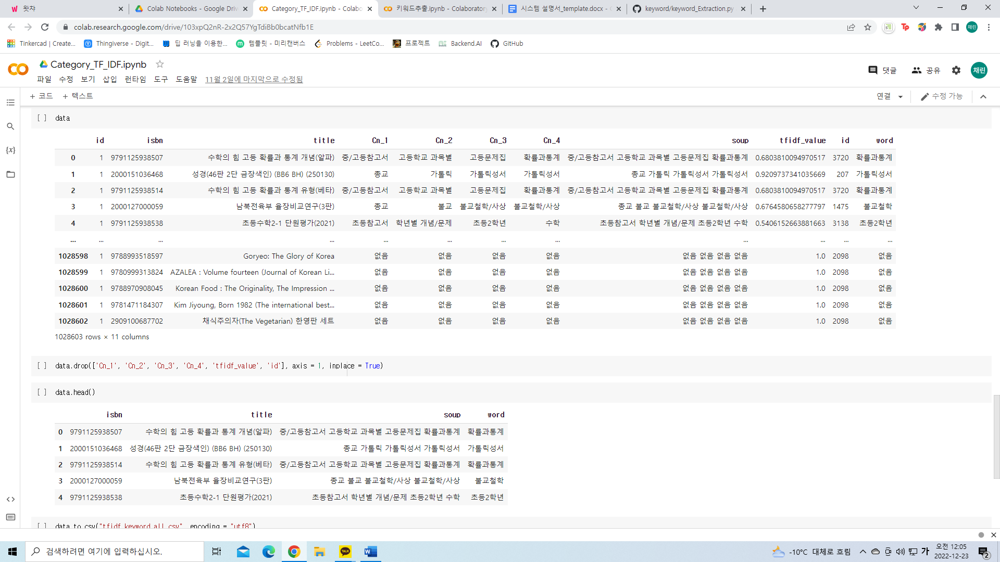 왓챠
Colab Notebooks - Google Driv
Category_TF_IDF.ipynb - Colabo
키워드추출.ipynb - Colaboratory
시스템 설명서_template.docx - G
keyword/keyword_Extraction.py
colab.research.google.com/drive/103xpQ2nR-2x2Q57YgTdiBb0bcatNfb1E
Tp
채린
Tinkercad | Create...
Thingiverse - Digit...
딥 러닝을 이용한...
템플릿 - 미리캔버스
Problems - LeetCo...
프로젝트
Backend.AI
GitHub
Category_TF_IDF.ipynb
댓글
공유
채린
파일 수정 보기 삽입 런타임 도구 도움말 11월 2일에 마지막으로 수정됨
+ 코드 + 텍스트
연결
수정 가능
[ ] data
id isbn title Cn_1 Cn_2 Cn_3 Cn_4 soup tfidf_value id word
0 1 9791125938507 수학의 힘 고등 확률과 통계 개념(알파) 중/고등참고서 고등학교 과목별 고등문제집 확률과통계 중/고등참고서 고등학교 과목별 고등문제집 확률과통계 0.6803810094970517 3720 확률과통계
1 1 2000151036468 성경(46판 2단 금장색인) (BB6 BH) (250130) 종교 가톨릭 가톨릭성서 가톨릭성서 종교 가톨릭 가톨릭성서 가톨릭성서 0.9209737341035669 207 가톨릭성서
2 1 9791125938514 수학의 힘 고등 확률과 통계 유형(베타) 중/고등참고서 고등학교 과목별 고등문제집 확률과통계 중/고등참고서 고등학교 과목별 고등문제집 확률과통계 0.6803810094970517 3720 확률과통계
3 1 2000127000059 남북전육부 율장비교연구(3판) 종교 불교 불교철학/사상 불교철학/사상 종교 불교 불교철학/사상 불교철학/사상 0.6764580658277797 1475 불교철학
4 1 9791125938538 초등수학2-1 단원평가(2021) 초등참고서 학년별 개념/문제 초등2학년 수학 초등참고서 학년별 개념/문제 초등2학년 수학 0.5406152663881663 3138 초등2학년
... ... ... ... ... ... ... ... ... ... ... ...
1028598 1 9788993518597 Goryeo: The Glory of Korea 없음 없음 없음 없음 없음 없음 없음 없음 1.0 2098 없음
1028599 1 9780999313824 AZALEA : Volume fourteen (Journal of Korean Li... 없음 없음 없음 없음 없음 없음 없음 없음 1.0 2098 없음
1028600 1 9788970908045 Korean Food : The Originality, The Impression ... 없음 없음 없음 없음 없음 없음 없음 없음 1.0 2098 없음
1028601 1 9781471184307 Kim Jiyoung, Born 1982 (The international best... 없음 없음 없음 없음 없음 없음 없음 없음 1.0 2098 없음
1028602 1 2909100687702 채식주의자(The Vegetarian) 한영판 세트 없음 없음 없음 없음 없음 없음 없음 없음 1.0 2098 없음
1028603 rows × 11 columns
[ ] data.drop(['Cn_1', 'Cn_2', 'Cn_3', 'Cn_4', 'tfidf_value', 'id'], axis = 1, inplace = True)
[ ] data.head()
isbn title soup word
0 9791125938507 수학의 힘 고등 확률과 통계 개념(알파) 중/고등참고서 고등학교 과목별 고등문제집 확률과통계 확률과통계
1 2000151036468 성경(46판 2단 금장색인) (BB6 BH) (250130) 종교 가톨릭 가톨릭성서 가톨릭성서 가톨릭성서
2 9791125938514 수학의 힘 고등 확률과 통계 유형(베타) 중/고등참고서 고등학교 과목별 고등문제집 확률과통계 확률과통계
3 2000127000059 남북전육부 율장비교연구(3판) 종교 불교 불교철학/사상 불교철학/사상 불교철학
4 9791125938538 초등수학2-1 단원평가(2021) 초등참고서 학년별 개념/문제 초등2학년 수학 초등2학년
[ ] data.to_csv("tfidf_keyword_all.csv", encoding = "utf8")
검색하려면 여기에 입력하십시오.
TALK
-10°C 대체로 흐림
가
오전 12:05
2022-12-23
2